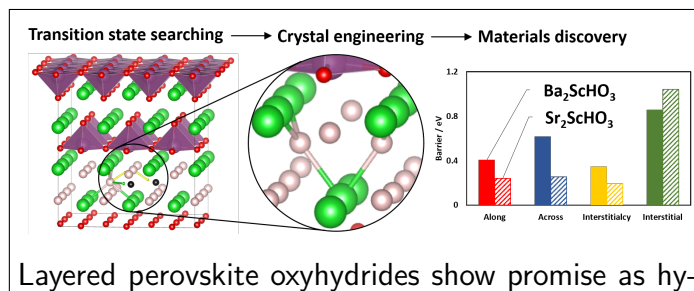 Transition state searching → Crystal engineering → Materials discovery
1.2
Ba₂ScHO₃
Sr₂ScHO₃
0.8
Barrier / eV
0.4
0
Along Across Interstitialcy Interstitial
Layered perovskite oxyhydrides show promise as hy-